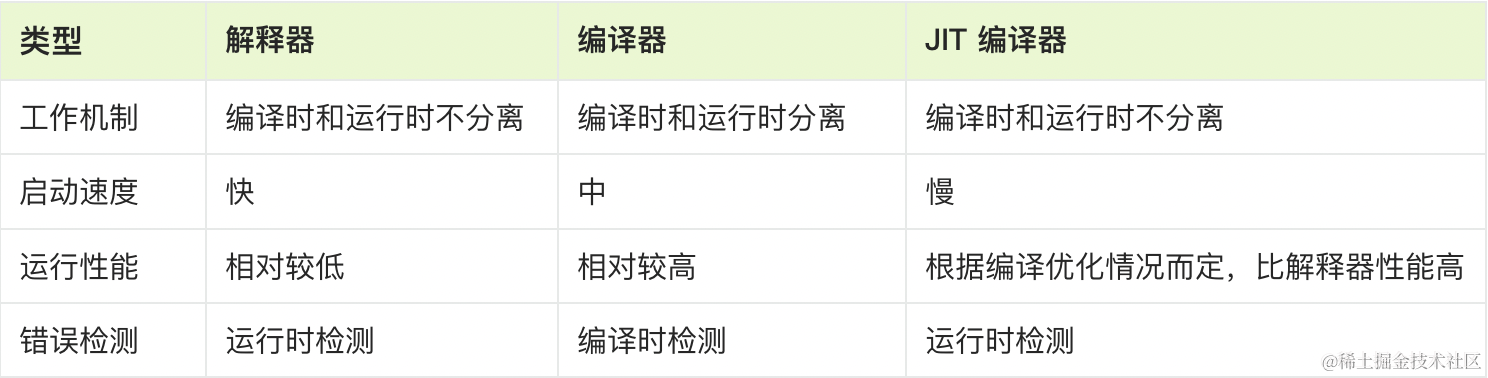 类型 解释器 编译器 JIT 编译器
工作机制 编译时和运行时不分离 编译时和运行时分离 编译时和运行时不分离
启动速度 快 中 慢
运行性能 相对较低 相对较高 根据编译优化情况而定，比解释器性能高
错误检测 运行时检测 编译时检测 运行时检测
@稀土掘金技术社区